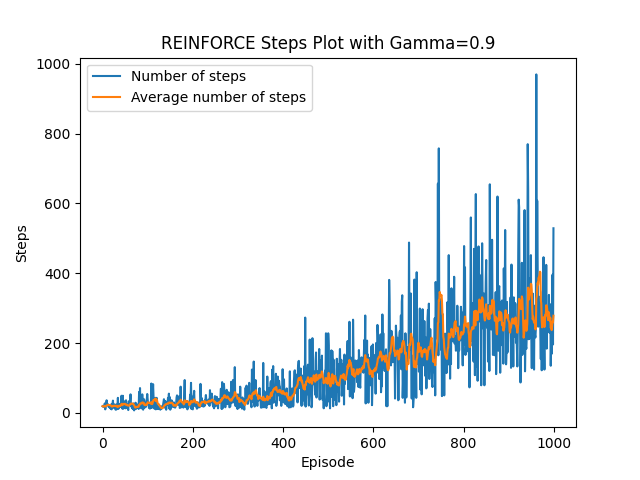 REINFORCE Steps Plot with Gamma=0.9
Number of steps
Average number of steps
1000
800
600
400
200
0
Steps
0 200 400 600 800 1000
Episode